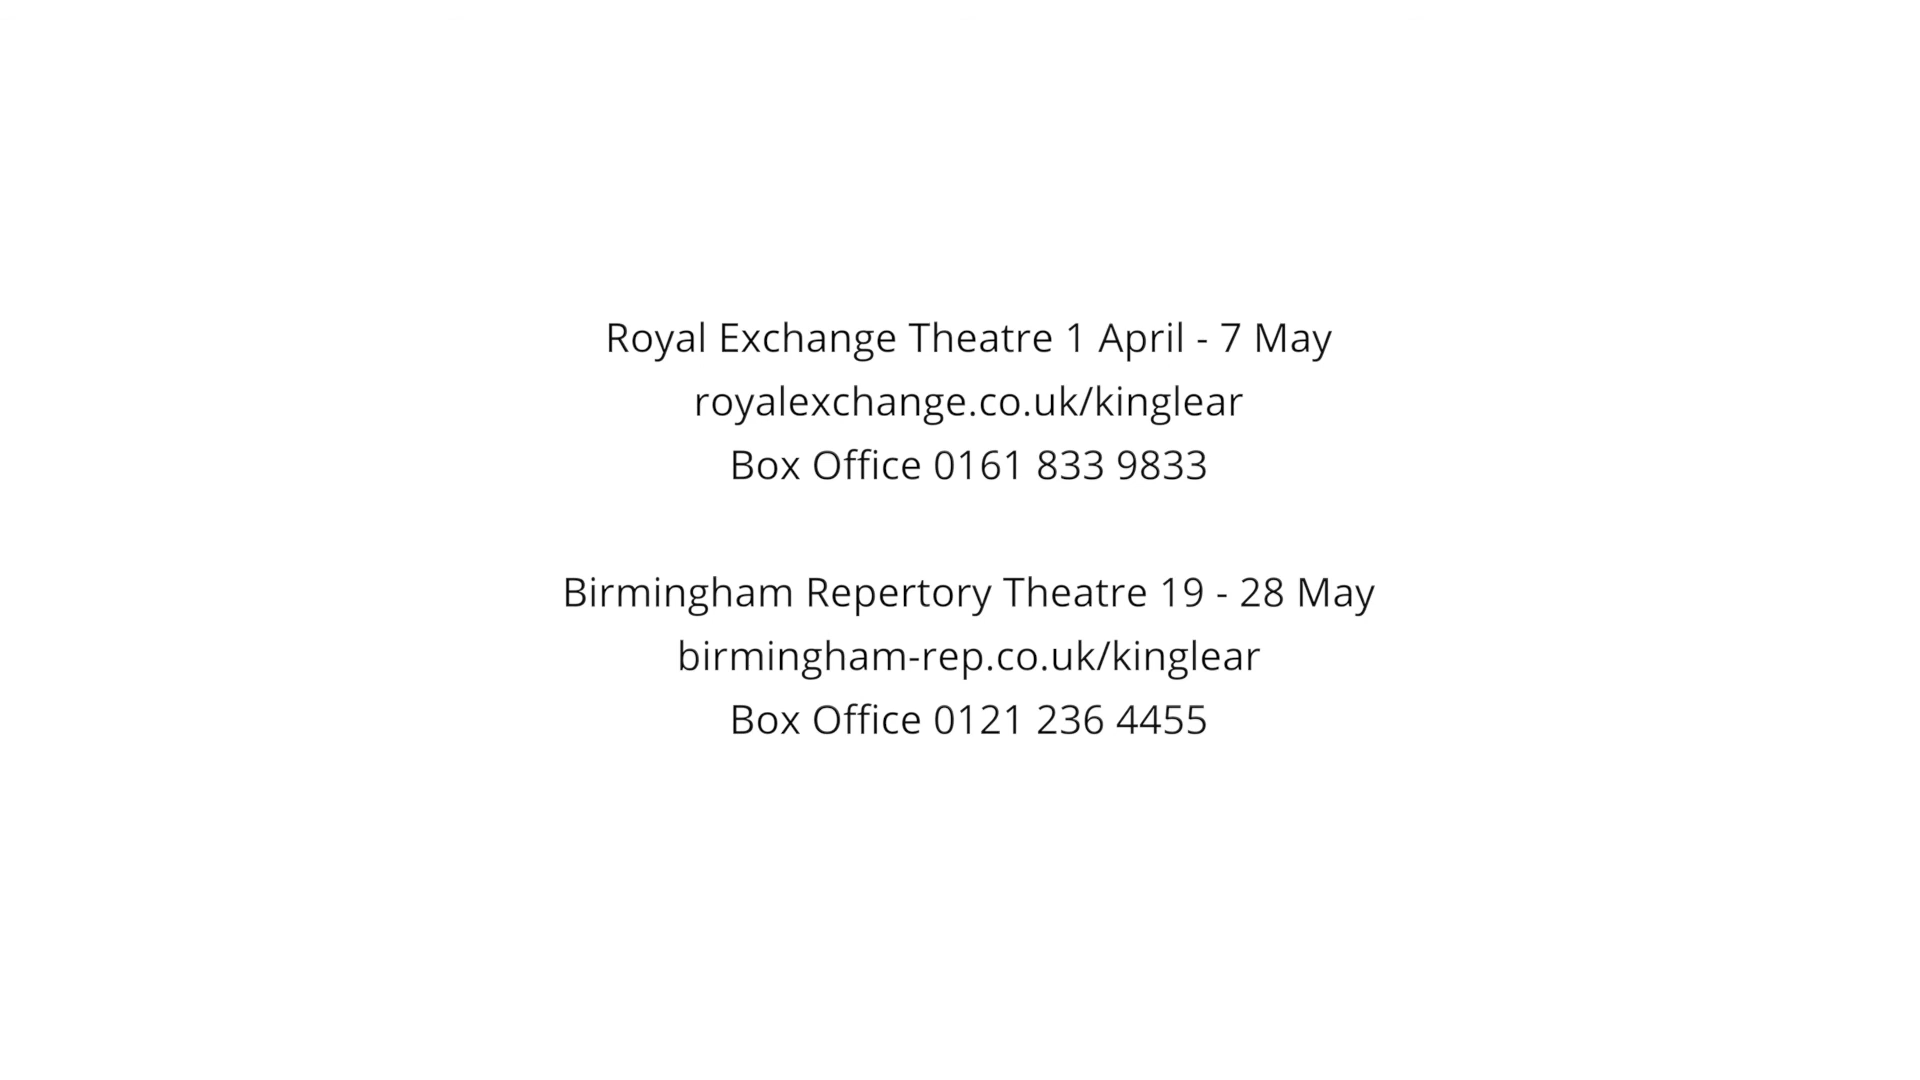 Royal Exchange Theatre 1 April - 7 May
royalexchange.co.uk/kinglear
Box Office 0161 833 9833
Birmingham Repertory Theatre 19 - 28 May
birmingham-rep.co.uk/kinglear
Box Office 0121 236 4455